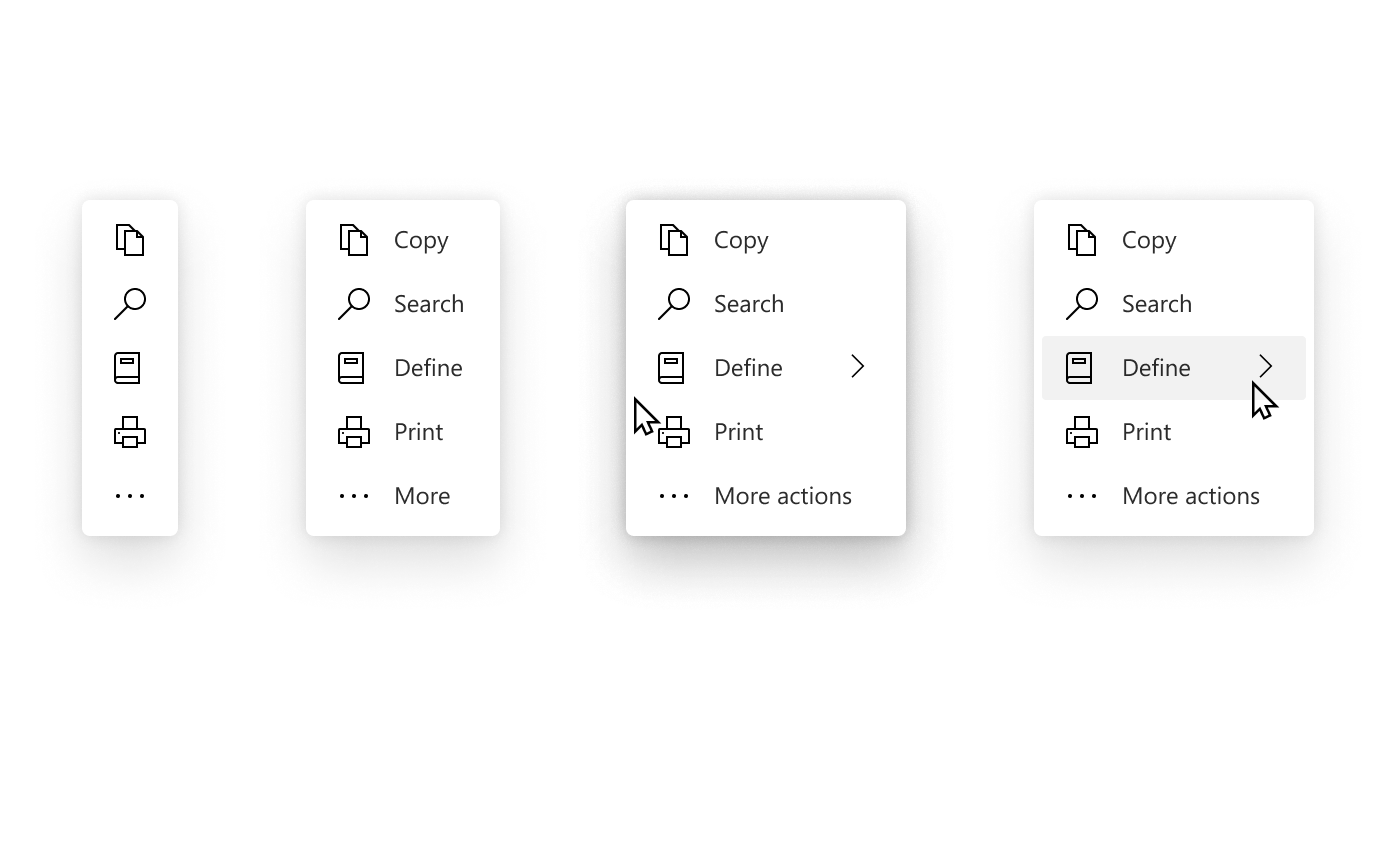 Copy
Search
Define
Print
More
Copy
Search
Define
Print
More actions
Copy
Search
Define
Print
More actions